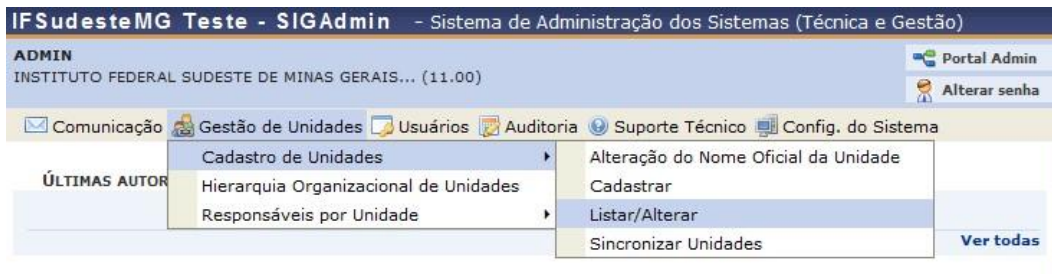 IFSudesteMG Teste - SIGAdmin - Sistema de Administração dos Sistemas (Técnica e Gestão)
ADMIN
INSTITUTO FEDERAL SUDESTE DE MINAS GERAIS... (11.00)
Portal Admin
Alterar senha
Comunicação Gestão de Unidades Usuários Auditoria Suporte Técnico Config. do Sistema
Cadastro de Unidades
Hierarquia Organizacional de Unidades
Responsáveis por Unidade
Alteração do Nome Oficial da Unidade
Cadastrar
Listar/Alterar
Sincronizar Unidades
ÚLTIMAS AUTOR
Ver todas